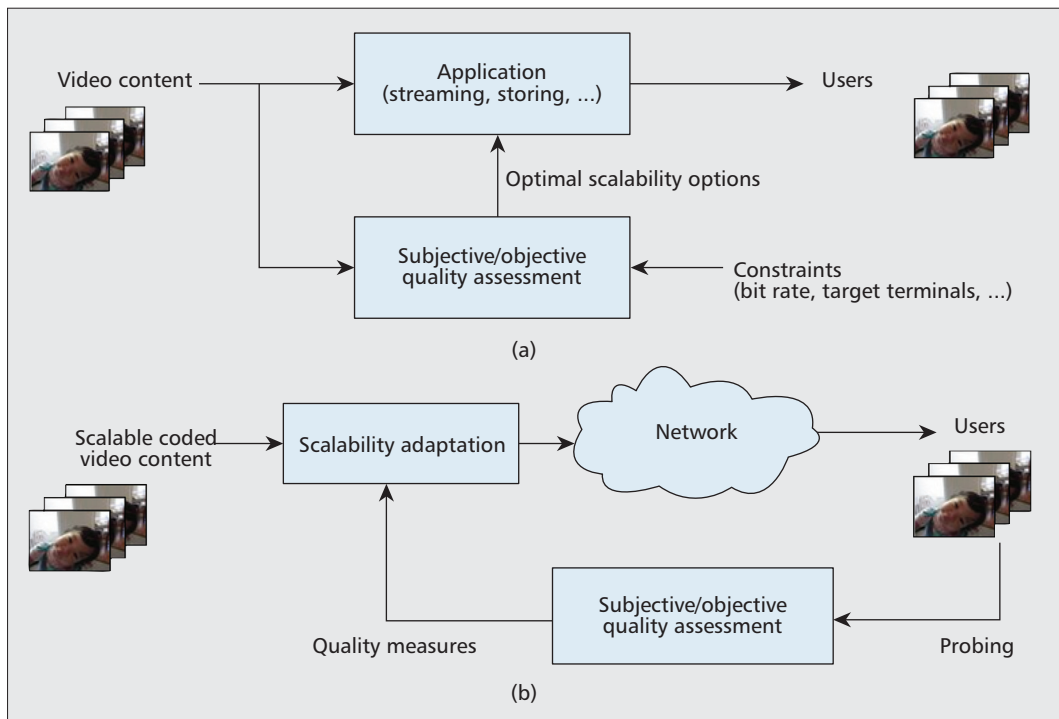 Video content
Application
(streaming, storing, ...)
Users
Optimal scalability options
Subjective/objective
quality assessment
Constraints
(bit rate, target terminals, ...)
(a)
Scalable coded
video content
Scalability adaptation
Network
Users
Subjective/objective
quality assessment
Quality measures
Probing
(b)